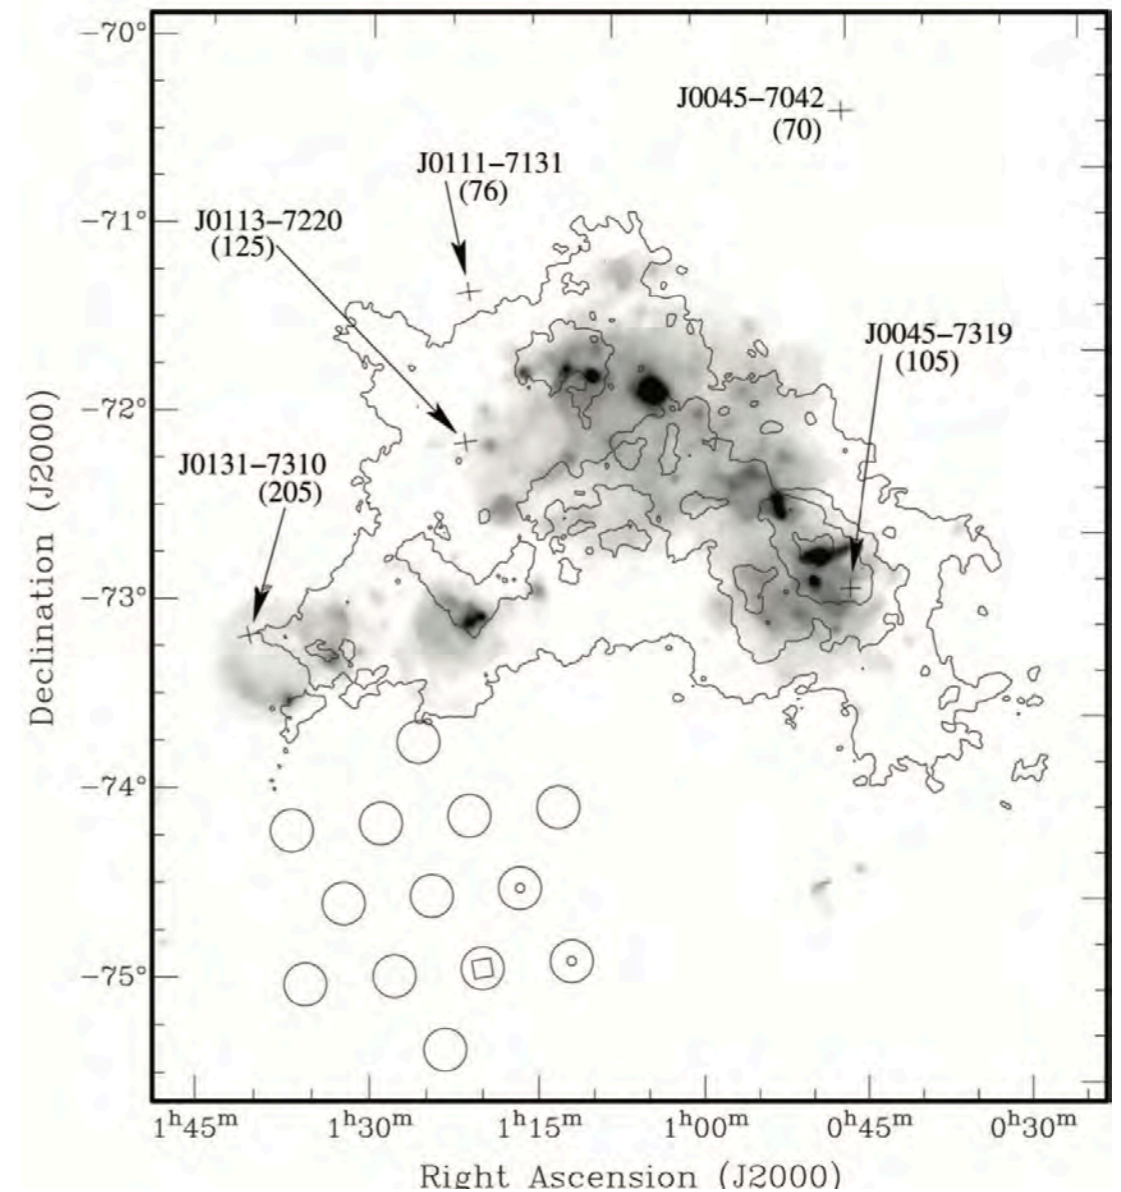 −70°
J0045−7042
(70)
J0111−7131
(76)
−71°
J0113−7220
(125)
J0045−7319
(105)
−72°
J0131−7310
(205)
−73°
−74°
−75°
Declination (J2000)
1ʰ45ᵐ 1ʰ30ᵐ 1ʰ15ᵐ 1ʰ00ᵐ 0ʰ45ᵐ 0ʰ30ᵐ
Right Ascension (J2000)